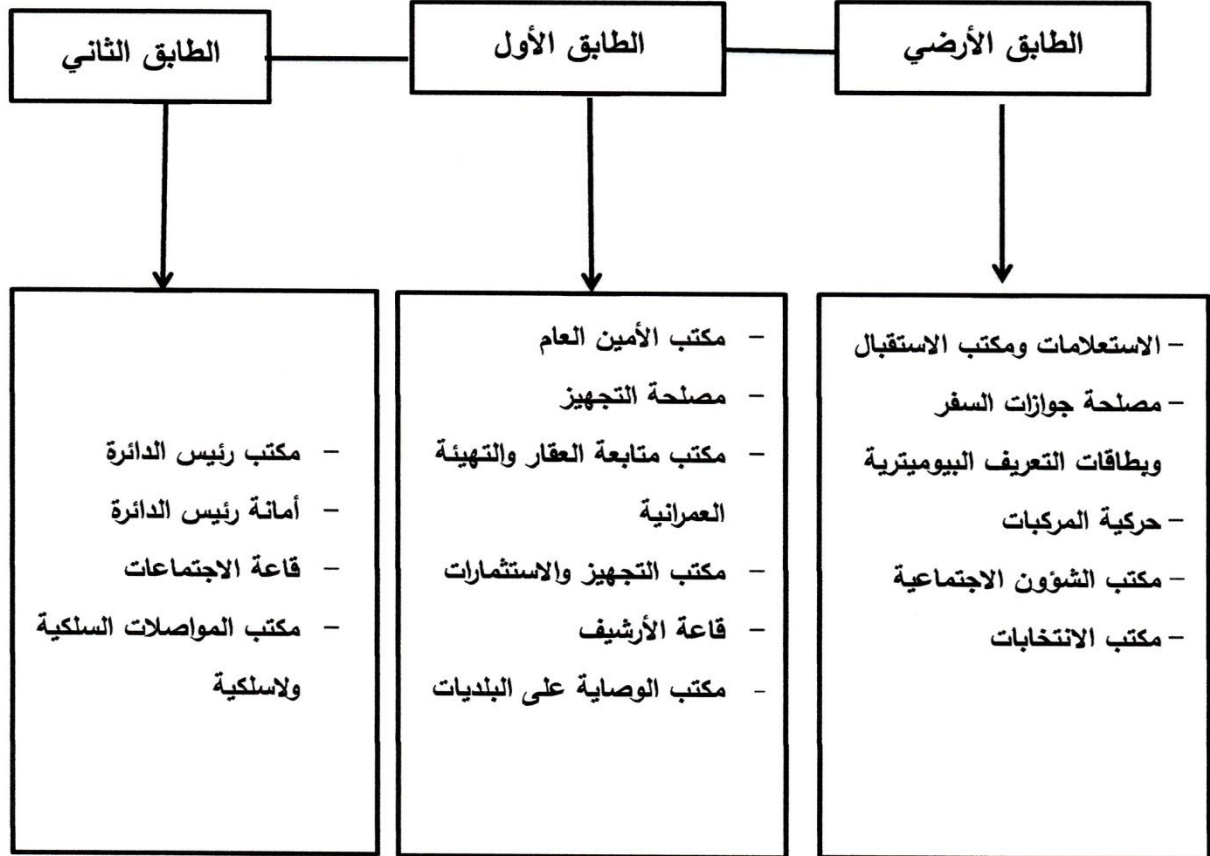 الطابق الأرضي
الطابق الأول
الطابق الثاني
– الاستعلامات ومكتب الاستقبال
– مصلحة جوازات السفر
وبطاقات التعريف البيوميترية
– حركية المركبات
– مكتب الشؤون الاجتماعية
– مكتب الانتخابات
– مكتب الأمين العام
– مصلحة التجهيز
– مكتب متابعة العقار والتهيئة
العمرانية
– مكتب التجهيز والاستثمارات
– قاعة الأرشيف
- مكتب الوصاية على البلديات
– مكتب رئيس الدائرة
– أمانة رئيس الدائرة
– قاعة الاجتماعات
– مكتب المواصلات السلكية
ولاسلكية